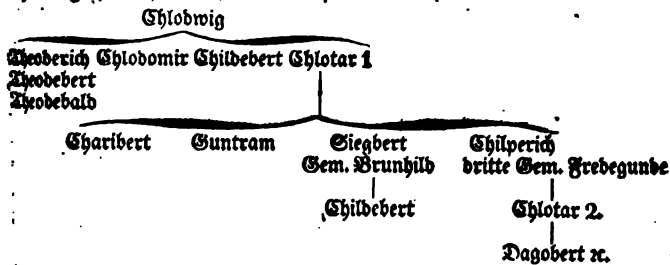 Chlodwig
Theoderich Chlodomir Childebert Chlotar 1
Theodebert
Theodebald
Charibert Guntram Siegbert Chilperich
Gem. Brunhild dritte Gem. Fredegunde
Childebert Chlotar 2.
Dagobert ꝛc.